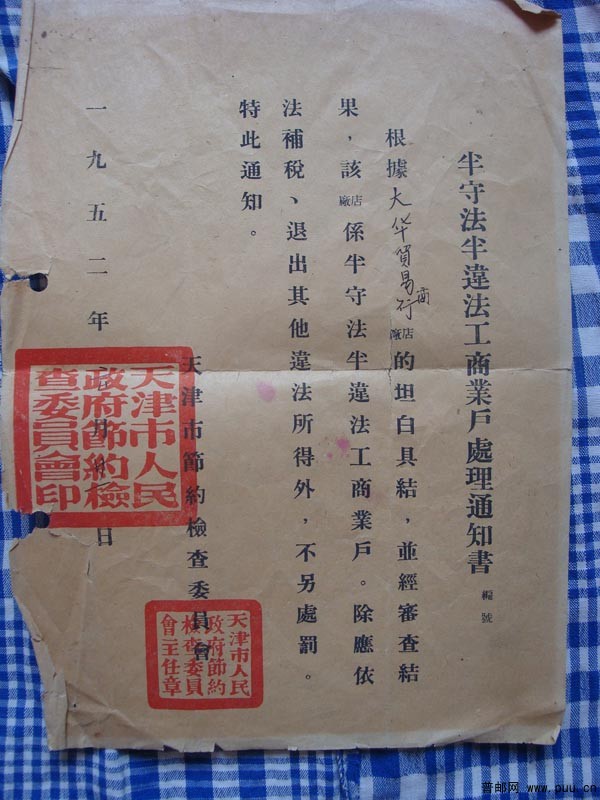 半守法半違法工商業戶處理通知書 編號
根據大华貿易商行店廠的坦白具結，並經審查結
果，該店廠係半守法半違法工商業戶。除應依
法補稅、退出其他違法所得外，不另處罰。
特此通知。
天津市節約檢查委員會
一九五二年 月 日
天津市人民
政府節約檢
查委員會印
天津市人民
政府節約
檢查委員
會主任章
普邮网 www.puu.cn